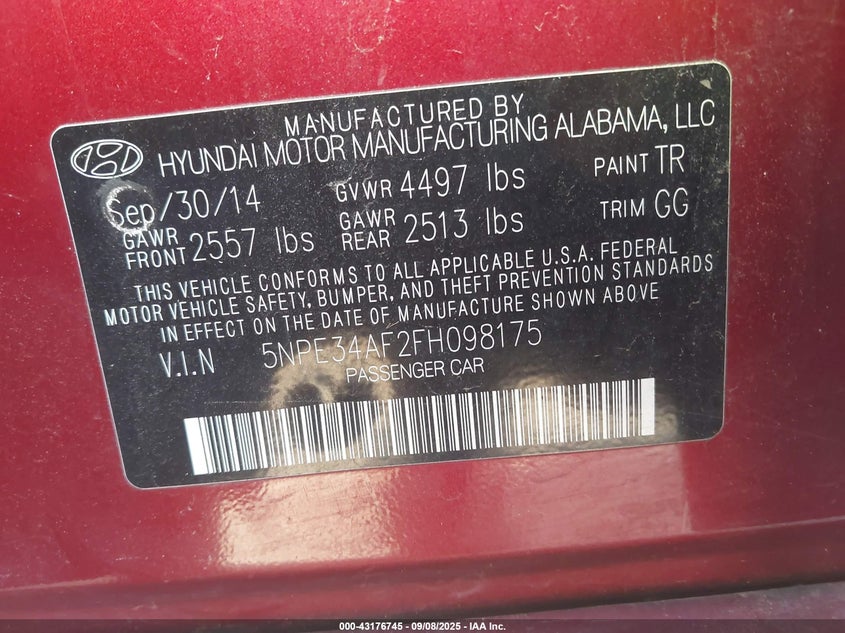 MANUFACTURED BY
HYUNDAI MOTOR MANUFACTURING ALABAMA, LLC
Sep/30/14 GVWR 4497 lbs PAINT TR
GAWR FRONT 2557 lbs GAWR REAR 2513 lbs TRIM GG
THIS VEHICLE CONFORMS TO ALL APPLICABLE U.S.A. FEDERAL
MOTOR VEHICLE SAFETY, BUMPER, AND THEFT PREVENTION STANDARDS
IN EFFECT ON THE DATE OF MANUFACTURE SHOWN ABOVE
V.I.N 5NPE34AF2FH098175
PASSENGER CAR
000-43176745 - 09/08/2025 - IAA Inc.